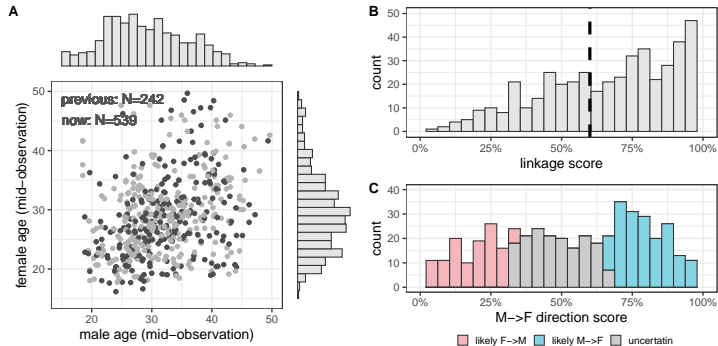 A
previous: N=242
now: N=539
50
40
30
20
female age (mid−observation)
20
30
40
50
male age (mid−observation)
B
50
40
30
20
10
0
count
0%
25%
50%
75%
100%
linkage score
C
40
30
20
10
0
count
0%
25%
50%
75%
100%
M−>F direction score
likely F−>M
likely M−>F
uncertatin